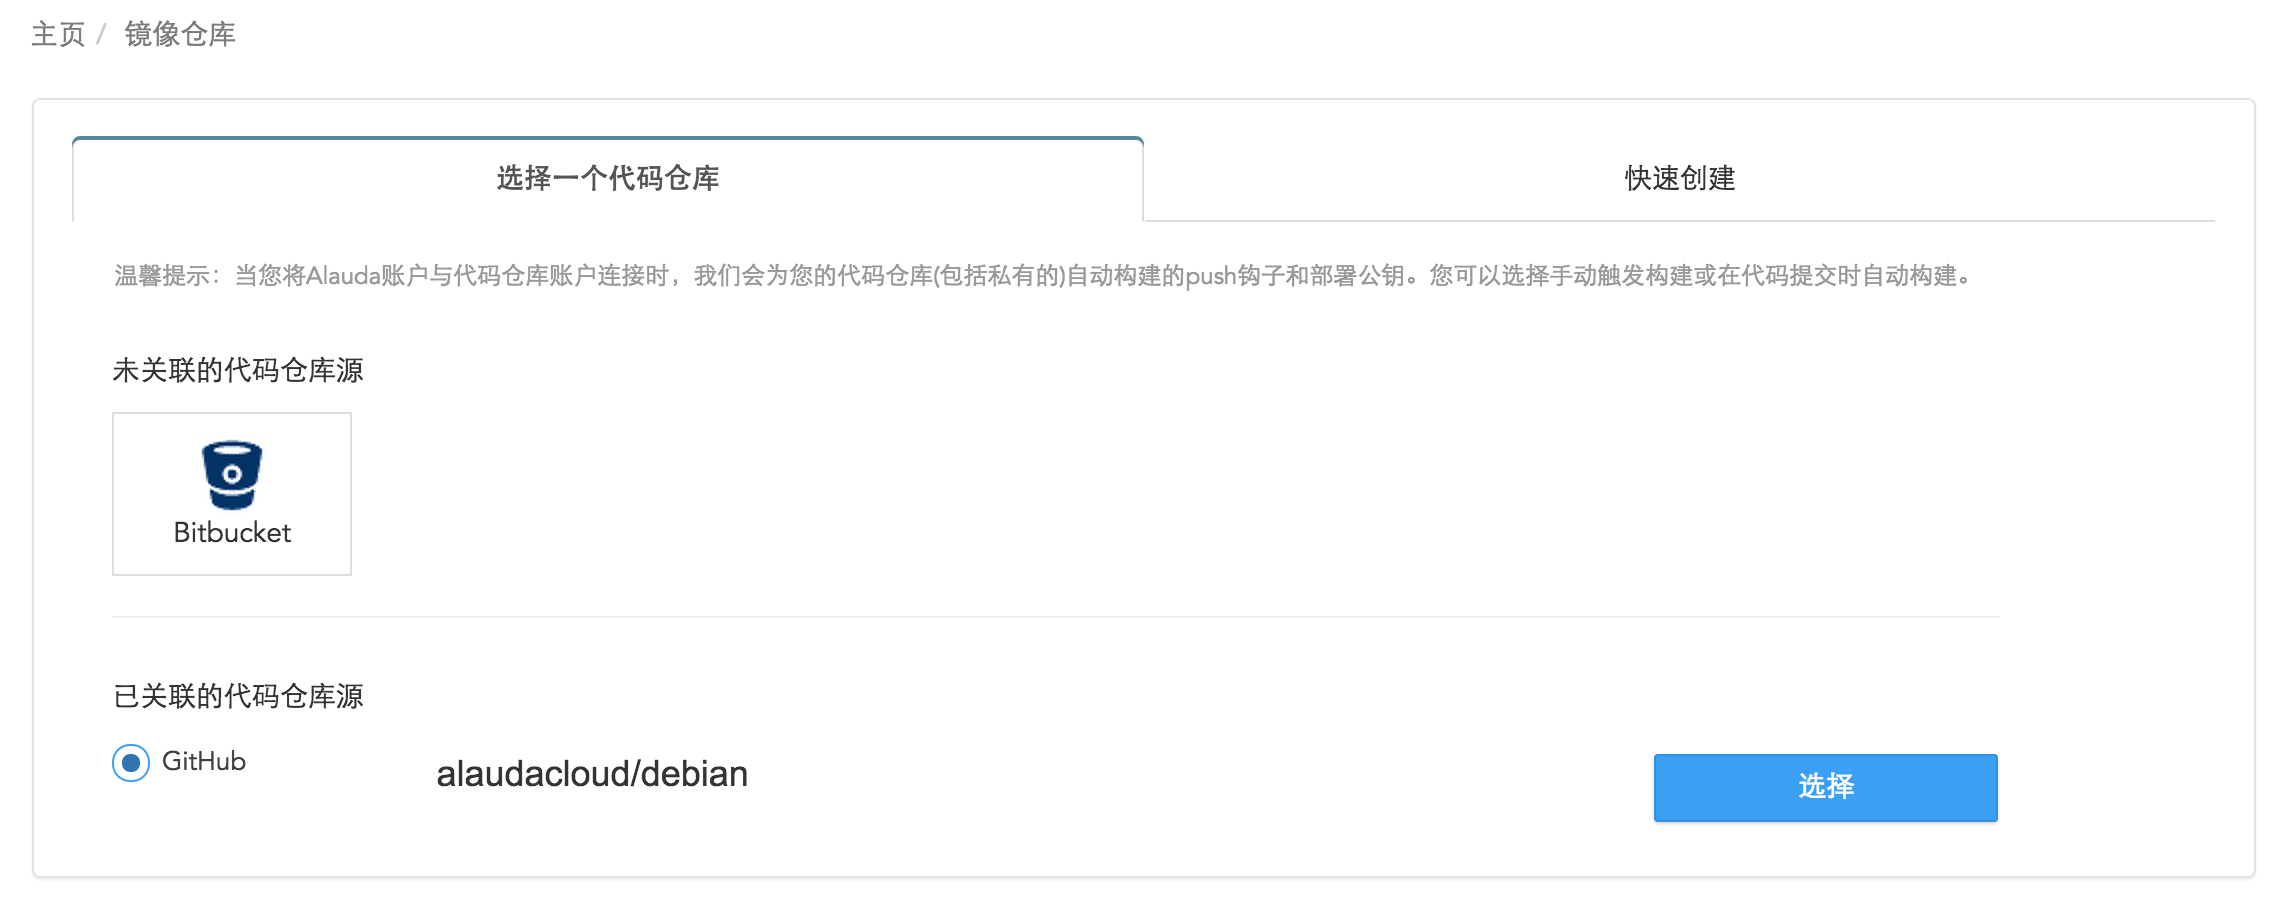 主页 / 镜像仓库
选择一个代码仓库
快速创建
温馨提示：当您将Alauda账户与代码仓库账户连接时，我们会为您的代码仓库(包括私有的)自动构建的push钩子和部署公钥。您可以选择手动触发构建或在代码提交时自动构建。
未关联的代码仓库源
Bitbucket
已关联的代码仓库源
GitHub
alaudacloud/debian
选择